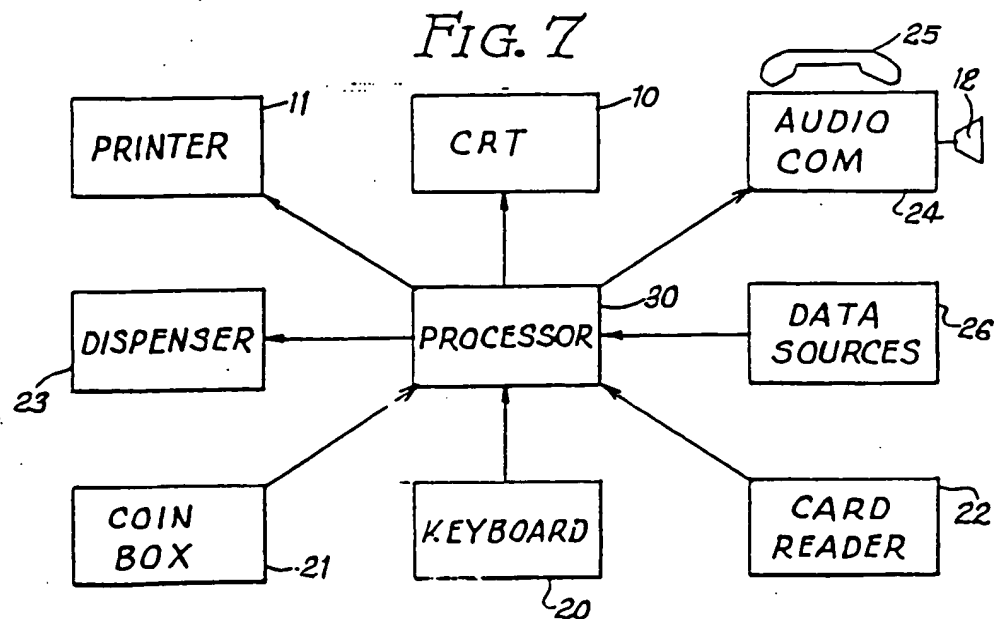 FIG. 7
25
11
10
18
PRINTER
CRT
AUDIO
COM
24
30
DISPENSER
PROCESSOR
DATA
SOURCES
26
23
COIN
BOX
KEYBOARD
CARD
READER
22
21
20